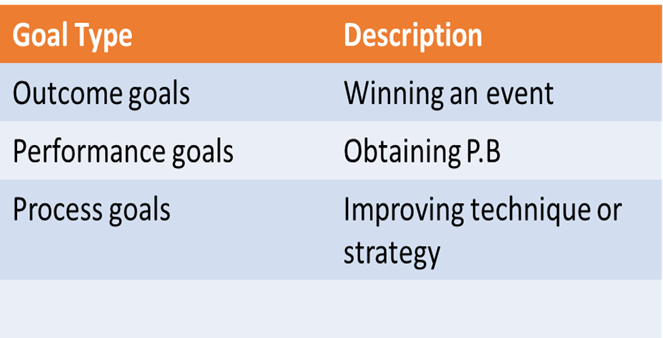 Goal Type Description
Outcome goals Winning an event
Performance goals Obtaining P.B
Process goals Improving technique or
strategy